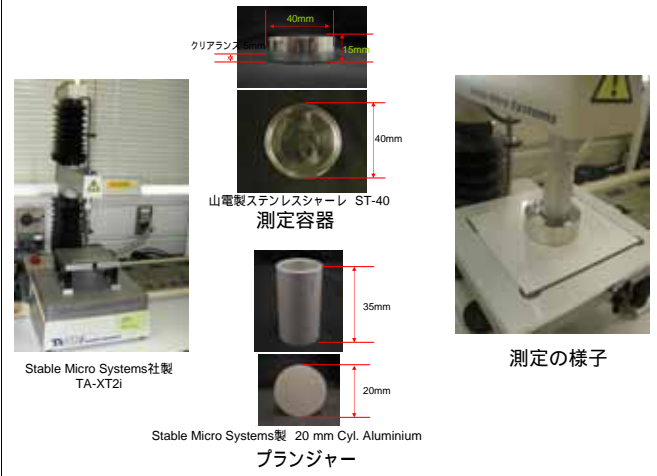 40mm
クリアランス 5mm
15mm
40mm
山電製ステンレスシャーレ ST-40
測定容器
Stable Micro Systems社製
TA-XT2i
35mm
20mm
Stable Micro Systems製 20 mm Cyl. Aluminium
プランジャー
Micro Systems
測定の様子